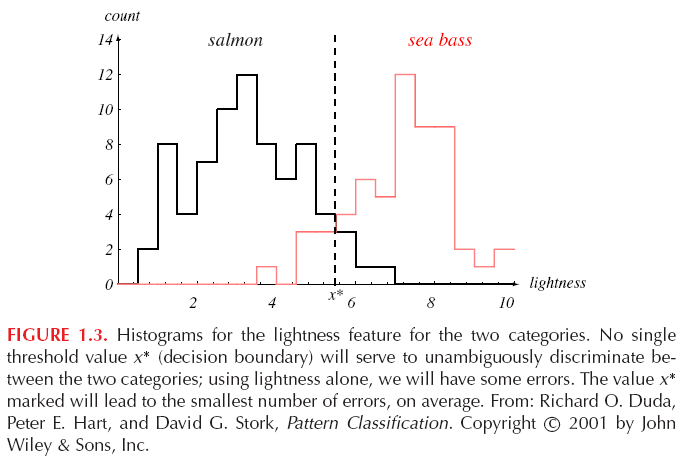 count
salmon
sea bass
14
12
10
8
6
4
2
0
lightness
x*
2
4
6
8
10
FIGURE 1.3. Histograms for the lightness feature for the two categories. No single
threshold value x* (decision boundary) will serve to unambiguously discriminate be-
tween the two categories; using lightness alone, we will have some errors. The value x*
marked will lead to the smallest number of errors, on average. From: Richard O. Duda,
Peter E. Hart, and David G. Stork, Pattern Classification. Copyright © 2001 by John
Wiley & Sons, Inc.